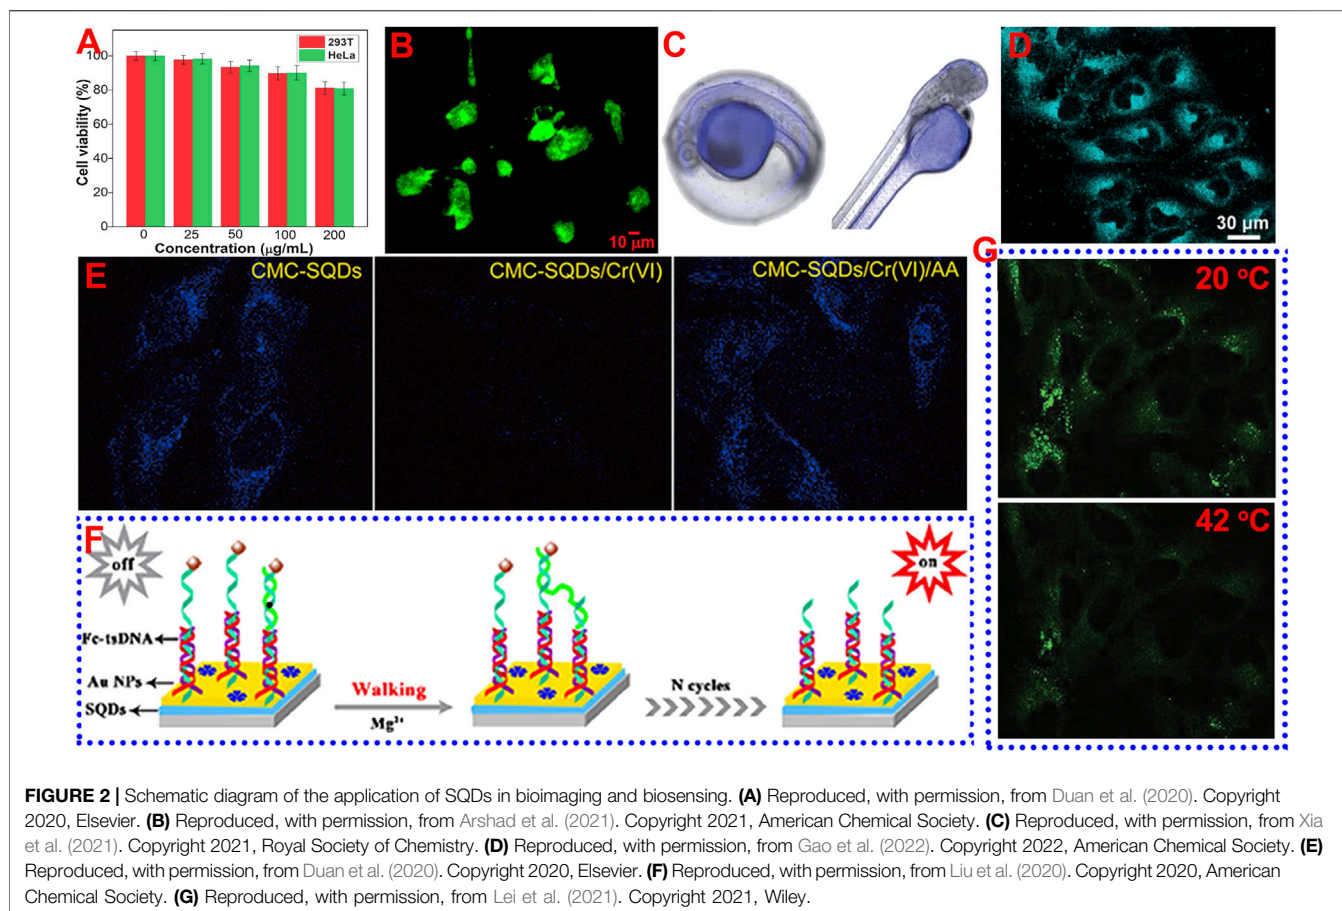 A
Cell viability (%)
100
80
60
40
20
0
293T
HeLa
0 25 50 100 200
Concentration (μg/mL)
B
10 μm
C
D
30 μm
E
CMC-SQDs
CMC-SQDs/Cr(VI)
CMC-SQDs/Cr(VI)/AA
G
20 °C
42 °C
F
off
on
Fc-tsDNA
Au NPs
SQDs
Walking
Mg²⁺
N cycles
FIGURE 2 | Schematic diagram of the application of SQDs in bioimaging and biosensing. (A) Reproduced, with permission, from Duan et al. (2020). Copyright
2020, Elsevier. (B) Reproduced, with permission, from Arshad et al. (2021). Copyright 2021, American Chemical Society. (C) Reproduced, with permission, from Xia
et al. (2021). Copyright 2021, Royal Society of Chemistry. (D) Reproduced, with permission, from Gao et al. (2022). Copyright 2022, American Chemical Society. (E)
Reproduced, with permission, from Duan et al. (2020). Copyright 2020, Elsevier. (F) Reproduced, with permission, from Liu et al. (2020). Copyright 2020, American
Chemical Society. (G) Reproduced, with permission, from Lei et al. (2021). Copyright 2021, Wiley.